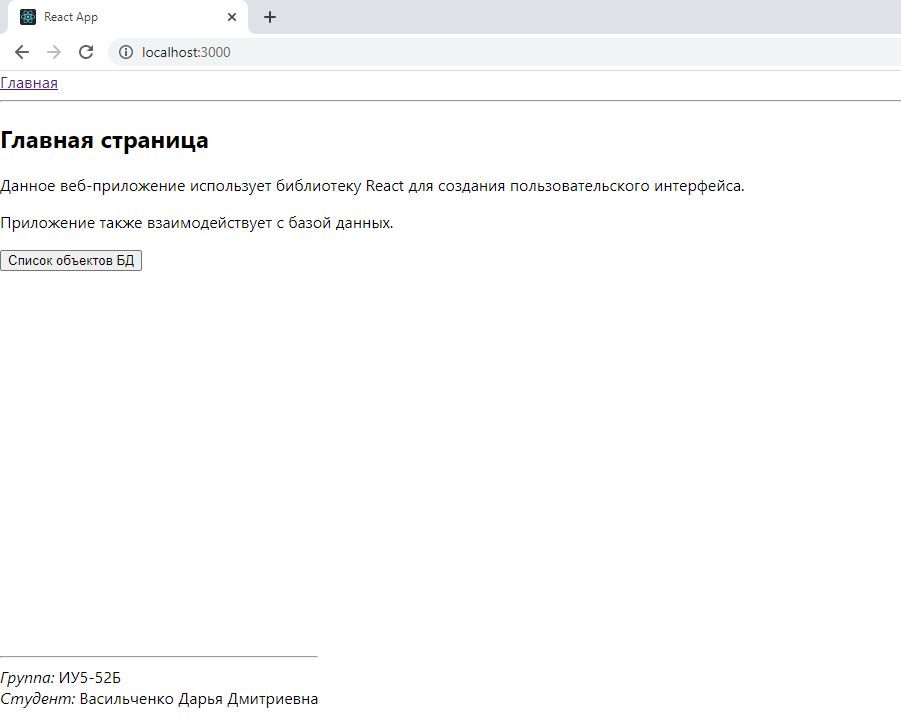 React App
localhost:3000
Главная
Главная страница
Данное веб-приложение использует библиотеку React для создания пользовательского интерфейса.
Приложение также взаимодействует с базой данных.
Список объектов БД
Группа: ИУ5-52Б
Студент: Васильченко Дарья Дмитриевна